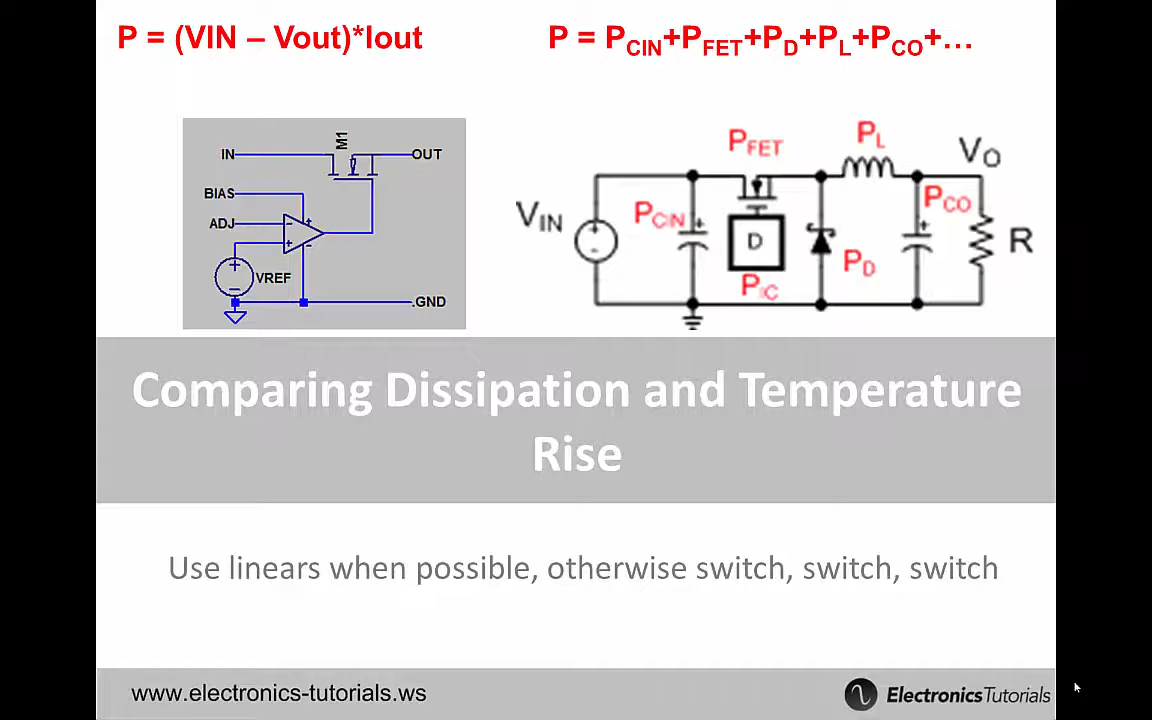 P = (VIN – Vout)*Iout
P = PCIN+PFET+PD+PL+PCO+…
M1
IN
OUT
BIAS
ADJ
VREF
.GND
+
-
+
-
+
–
VIN
+
-
PCIN
+
PFET
D
PIC
PD
PL
PCO
+
VO
R
Comparing Dissipation and Temperature
Rise
Use linears when possible, otherwise switch, switch, switch
www.electronics-tutorials.ws
ElectronicsTutorials